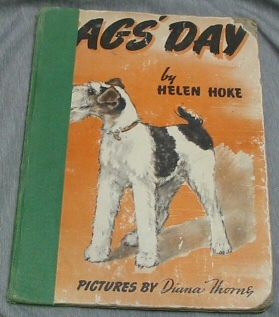 AGS' DAY
by
HELEN HOKE
PICTURES BY Diana Thorne